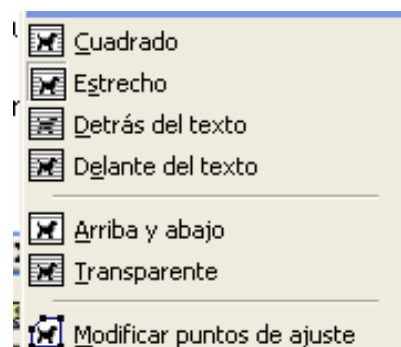 Cuadrado
Estrecho
Detrás del texto
Delante del texto
Arriba y abajo
Transparente
Modificar puntos de ajuste